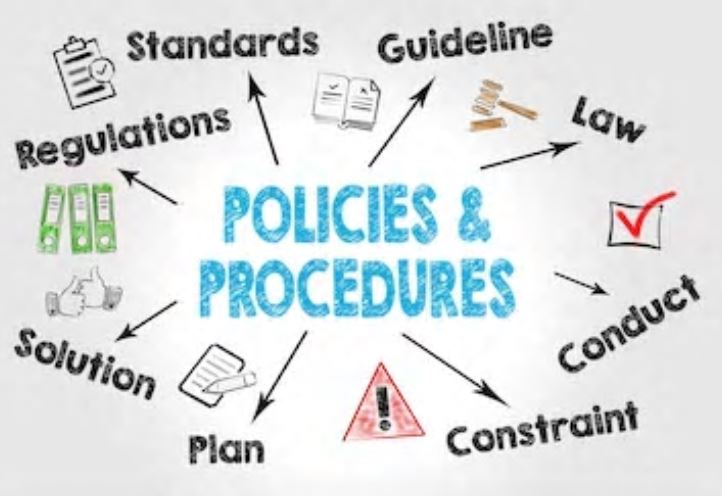 Standards
Guideline
Regulations
Law
POLICIES &
PROCEDURES
Solution
Conduct
Plan
Constraint